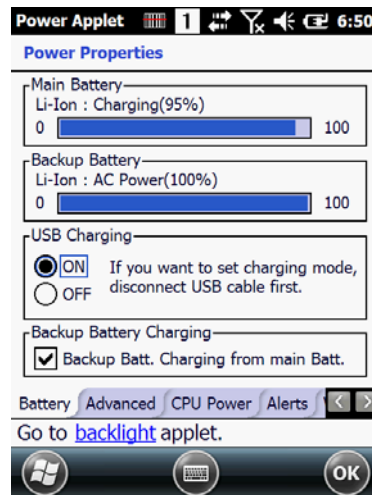 Power Applet 1 6:50
Power Properties
Main Battery
Li-Ion : Charging(95%)
0 100
Backup Battery
Li-Ion : AC Power(100%)
0 100
USB Charging
ON
OFF
If you want to set charging mode,
disconnect USB cable first.
Backup Battery Charging
Backup Batt. Charging from main Batt.
Battery Advanced CPU Power Alerts
Go to backlight applet.
OK